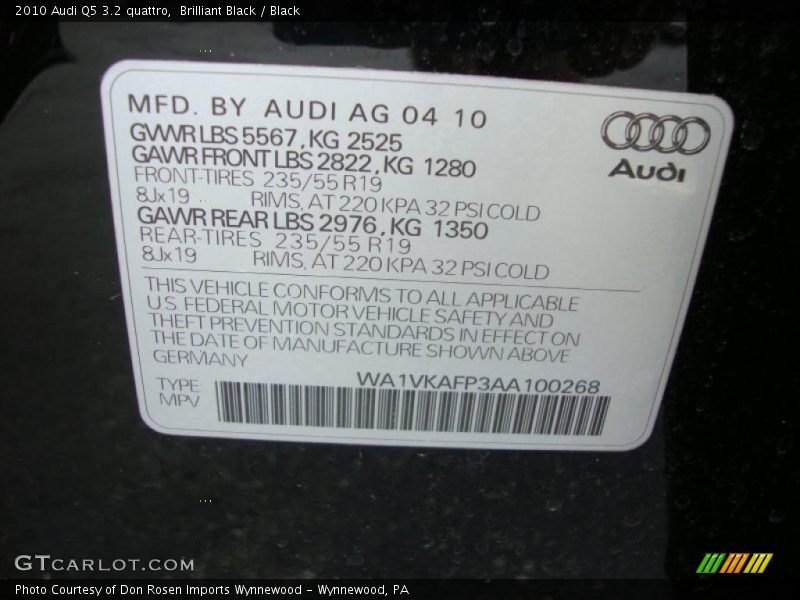 2010 Audi Q5 3.2 quattro,  Brilliant Black / Black
MFD. BY AUDI AG 04 10
GVWR LBS 5567, KG 2525
GAWR FRONT LBS 2822, KG 1280
FRONT-TIRES 235/55 R19
8Jx19 RIMS, AT 220 KPA 32 PSI COLD
GAWR REAR LBS 2976, KG 1350
REAR-TIRES 235/55 R19
8Jx19 RIMS, AT 220 KPA 32 PSI COLD
Audi
THIS VEHICLE CONFORMS TO ALL APPLICABLE
U.S. FEDERAL MOTOR VEHICLE SAFETY AND
THEFT PREVENTION STANDARDS IN EFFECT ON
THE DATE OF MANUFACTURE SHOWN ABOVE
GERMANY
WA1VKAFP3AA100268
TYPE
MPV
GTCARLOT.COM
Photo Courtesy of Don Rosen Imports Wynnewood – Wynnewood, PA